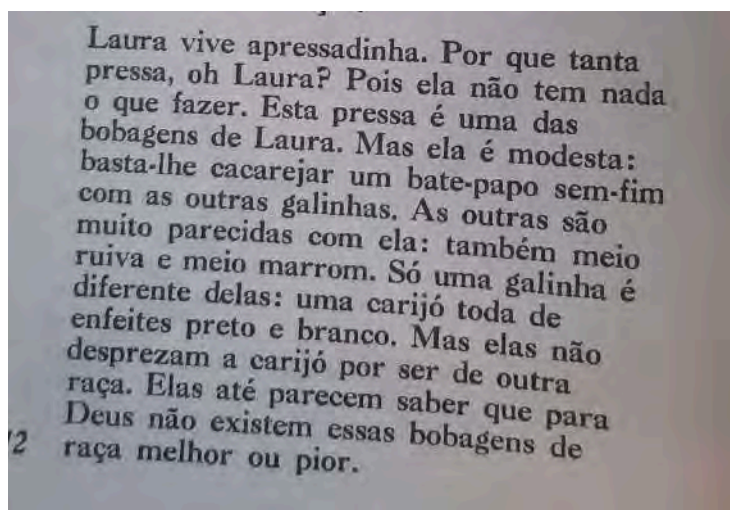 Laura vive apressadinha. Por que tanta
pressa, oh Laura? Pois ela não tem nada
o que fazer. Esta pressa é uma das
bobagens de Laura. Mas ela é modesta:
basta-lhe cacarejar um bate-papo sem-fim
com as outras galinhas. As outras são
muito parecidas com ela: também meio
ruiva e meio marrom. Só uma galinha é
diferente delas: uma carijó toda de
enfeites preto e branco. Mas elas não
desprezam a carijó por ser de outra
raça. Elas até parecem saber que para
Deus não existem essas bobagens de
raça melhor ou pior.